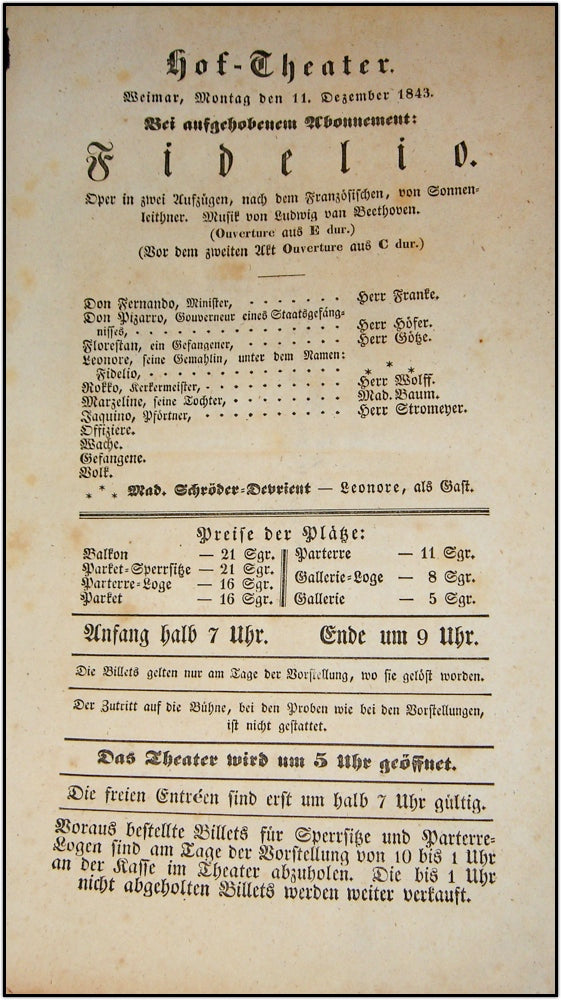 Hof-Theater.
Weimar, Montag den 11. Dezember 1843.
Bei aufgehobenem Abonnement:
Fidelio.
Oper in zwei Aufzügen, nach dem Französischen, von Sonnen-
leithner. Musik von Ludwig van Beethoven.
(Ouverture aus E dur.)
(Vor dem zweiten Akt Ouverture aus C dur.)
Don Fernando, Minister, . . . . . . . Herr Franke.
Don Pizarro, Gouverneur eines Staatsgefäng-
nisses, . . . . . . . . . . . . . Herr Höfer.
Florestan, ein Gefangener, . . . . . . . Herr Götze.
Leonore, seine Gemahlin, unter dem Namen:
Fidelio, . . . . . . . . . . . . * * *
Rokko, Kerkermeister, . . . . . . . . Herr Wolff.
Marzeline, seine Tochter, . . . . . . . Mad. Baum.
Jaquino, Pförtner, . . . . . . . . . Herr Stromeyer.
Offiziere.
Wache.
Gefangene.
Volk.
* * * Mad. Schröder-Devrient — Leonore, als Gast.
Preise der Plätze:
Balkon — 21 Sgr. Parterre — 11 Sgr.
Parket-Sperrsitze — 21 Sgr.
Gallerie-Loge — 8 Sgr.
Parterre-Loge — 16 Sgr.
Parket — 16 Sgr. Gallerie — 5 Sgr.
Anfang halb 7 Uhr. Ende um 9 Uhr.
Die Billets gelten nur am Tage der Vorstellung, wo sie gelöst worden.
Der Zutritt auf die Bühne, bei den Proben wie bei den Vorstellungen,
ist nicht gestattet.
Das Theater wird um 5 Uhr geöffnet.
Die freien Entréen sind erst um halb 7 Uhr gültig.
Voraus bestellte Billets für Sperrsitze und Parterre-
Logen sind am Tage der Vorstellung von 10 bis 1 Uhr
an der Kasse im Theater abzuholen. Die bis 1 Uhr
nicht abgeholten Billets werden weiter verkauft.